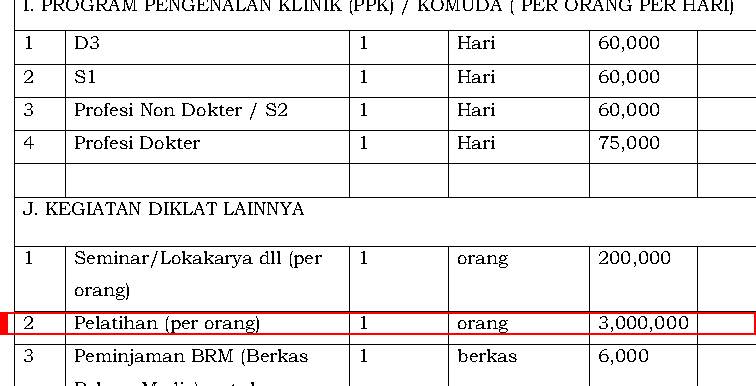 I. PROGRAM PENGENALAN KLINIK (PPK) / KOMUDA ( PER ORANG PER HARI)
1 D3 1 Hari 60,000
2 S1 1 Hari 60,000
3 Profesi Non Dokter / S2 1 Hari 60,000
4 Profesi Dokter 1 Hari 75,000
J. KEGIATAN DIKLAT LAINNYA
1 Seminar/Lokakarya dll (per 1 orang 200,000
orang)
2 Pelatihan (per orang) 1 orang 3,000,000
3 Peminjaman BRM (Berkas 1 berkas 6,000